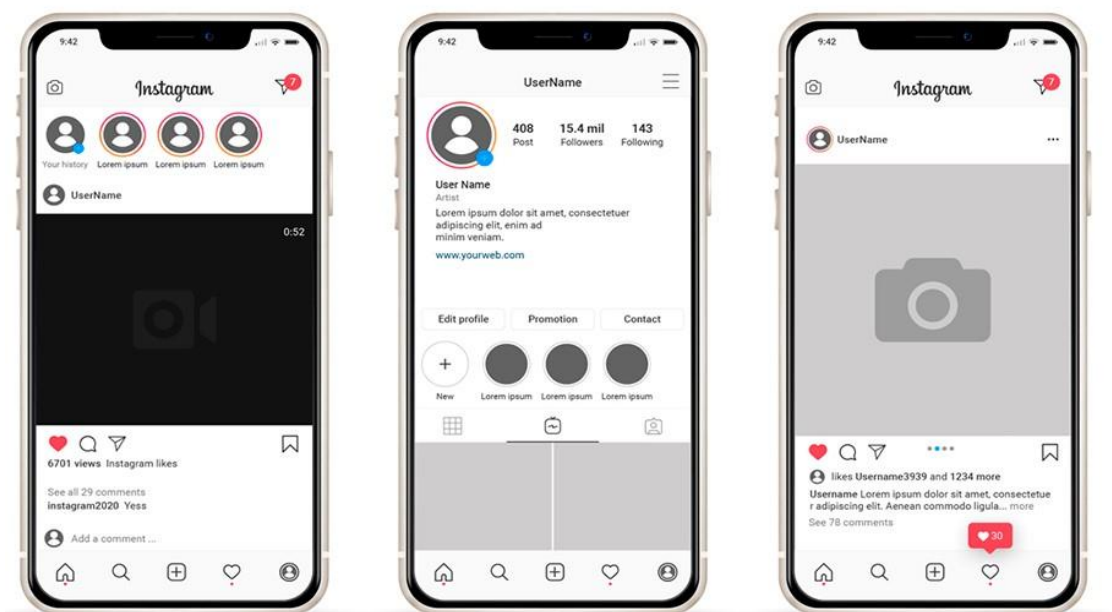 9:42
Instagram
7
Your history Lorem ipsum Lorem ipsum Lorem ipsum
UserName
0:52
6701 views Instagram likes
See all 29 comments
instagram2020 Yess
Add a comment ...
9:42
UserName
408 15.4 mil 143
Post Followers Following
User Name
Artist
Lorem ipsum dolor sit amet, consectetuer
adipiscing elit, enim ad
minim veniam.
www.yourweb.com
Edit profile Promotion Contact
New Lorem ipsum Lorem ipsum Lorem ipsum
9:42
Instagram
7
UserName
likes Username3939 and 1234 more
Username Lorem ipsum dolor sit amet, consectetue
r adipiscing elit. Aenean commodo ligula... more
See 78 comments
30